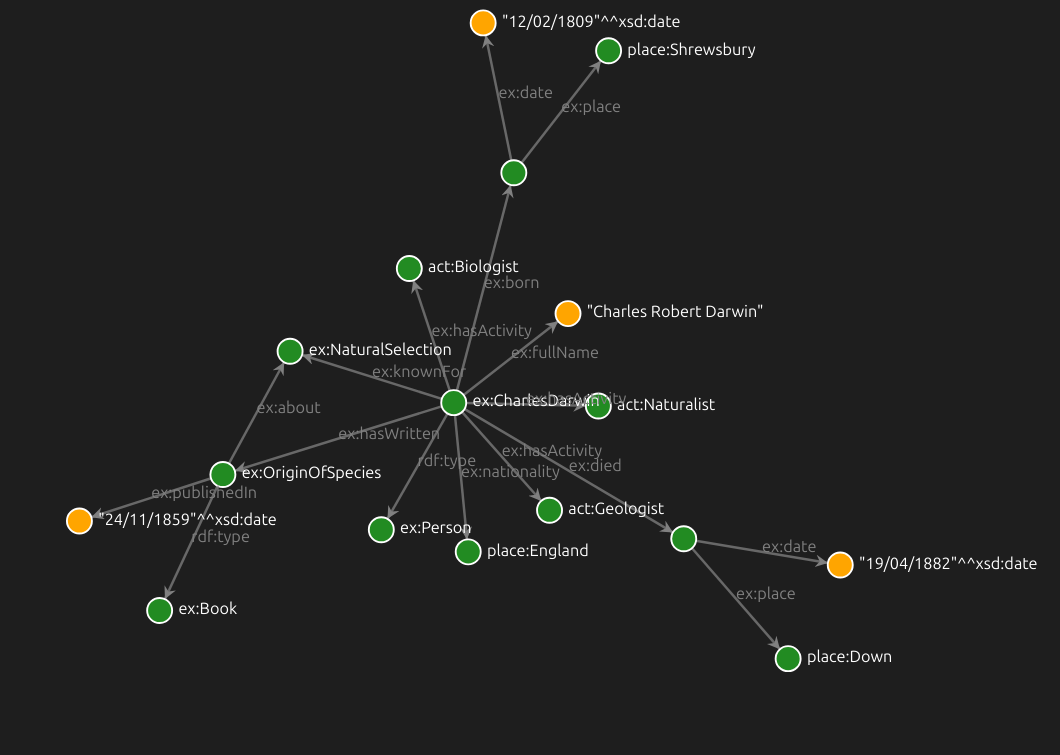 "12/02/1809"^^xsd:date
place:Shrewsbury
ex:date
ex:place
act:Biologist
ex:born
"Charles Robert Darwin"
ex:hasActivity
ex:NaturalSelection
ex:fullName
ex:knownFor
ex:CharlesDarwin
ex:hasActivity
act:Naturalist
ex:about
ex:hasWritten
ex:hasActivity
rdf:type
ex:died
ex:OriginOfSpecies
ex:nationality
ex:publishedIn
act:Geologist
"24/11/1859"^^xsd:date
ex:Person
rdf:type
place:England
ex:date
"19/04/1882"^^xsd:date
ex:place
ex:Book
place:Down